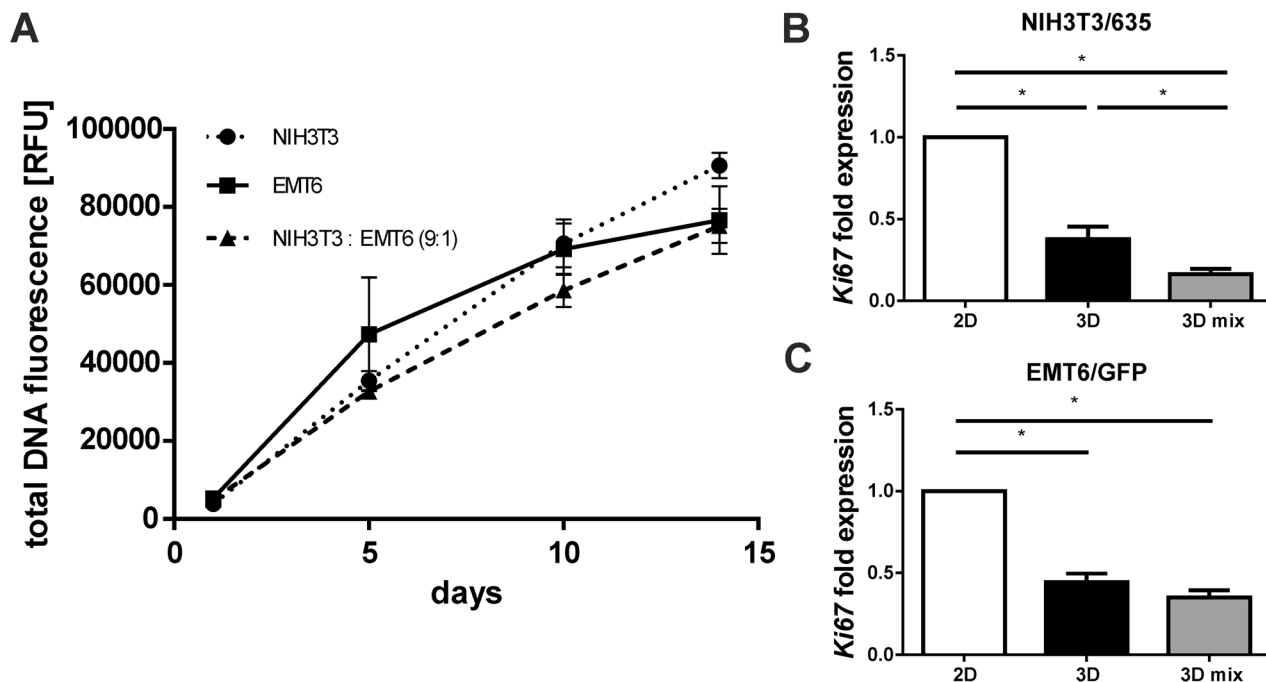 A
total DNA fluorescence [RFU]
100000
80000
60000
40000
20000
0
0
5
10
15
days
NIH3T3
EMT6
NIH3T3 : EMT6 (9:1)
B
NIH3T3/635
Ki67 fold expression
1.5
1.0
0.5
0.0
*
*
*
2D
3D
3D mix
C
EMT6/GFP
Ki67 fold expression
1.5
1.0
0.5
0.0
*
*
2D
3D
3D mix